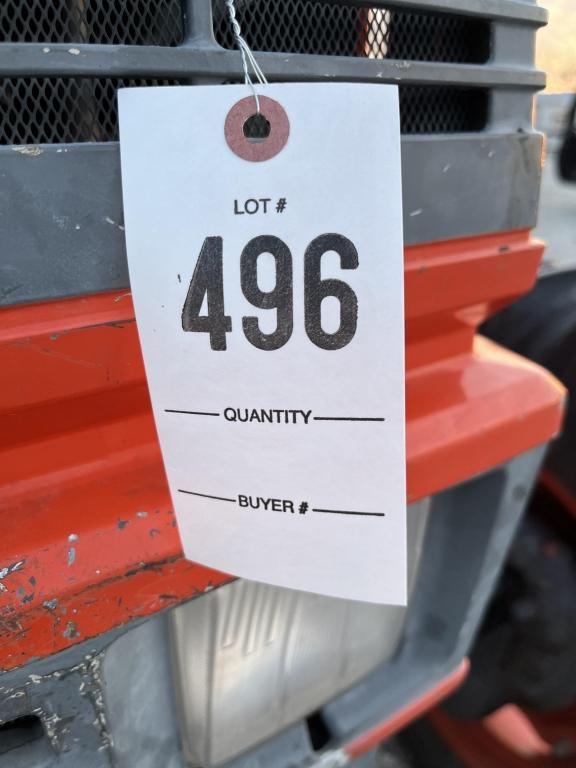 LOT #
496
QUANTITY
BUYER #